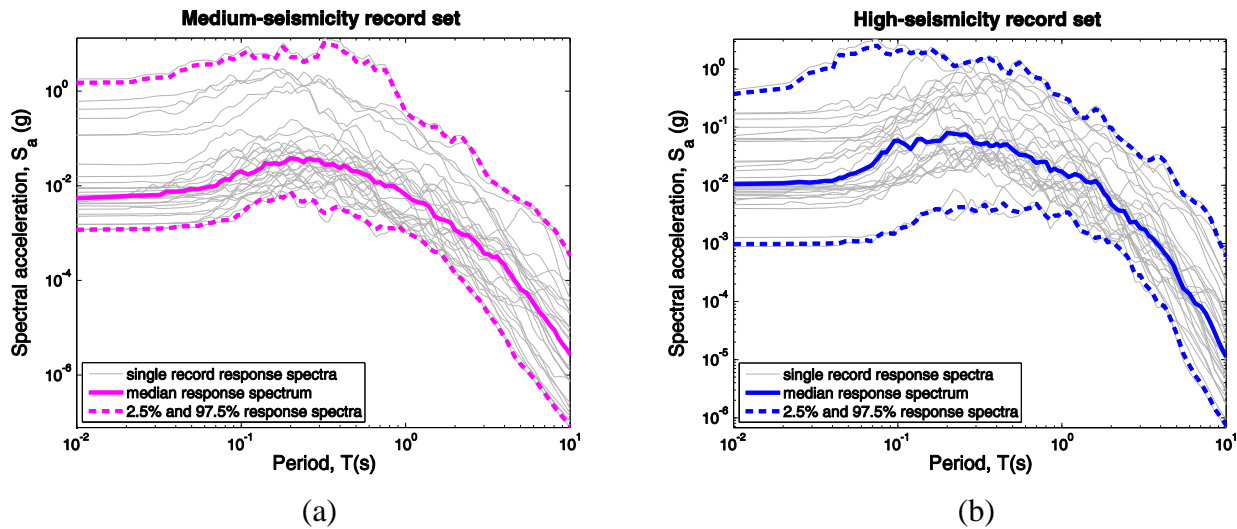 Medium-seismicity record set
10^0
10^-2
10^-4
10^-6
Spectral acceleration, S_a (g)
single record response spectra
median response spectrum
2.5% and 97.5% response spectra
10^-2
10^-1
10^0
10^1
Period, T(s)
(a)
High-seismicity record set
10^0
10^-1
10^-2
10^-3
10^-4
10^-5
10^-6
Spectral acceleration, S_a (g)
single record response spectra
median response spectrum
2.5% and 97.5% response spectra
10^-2
10^-1
10^0
10^1
Period, T(s)
(b)